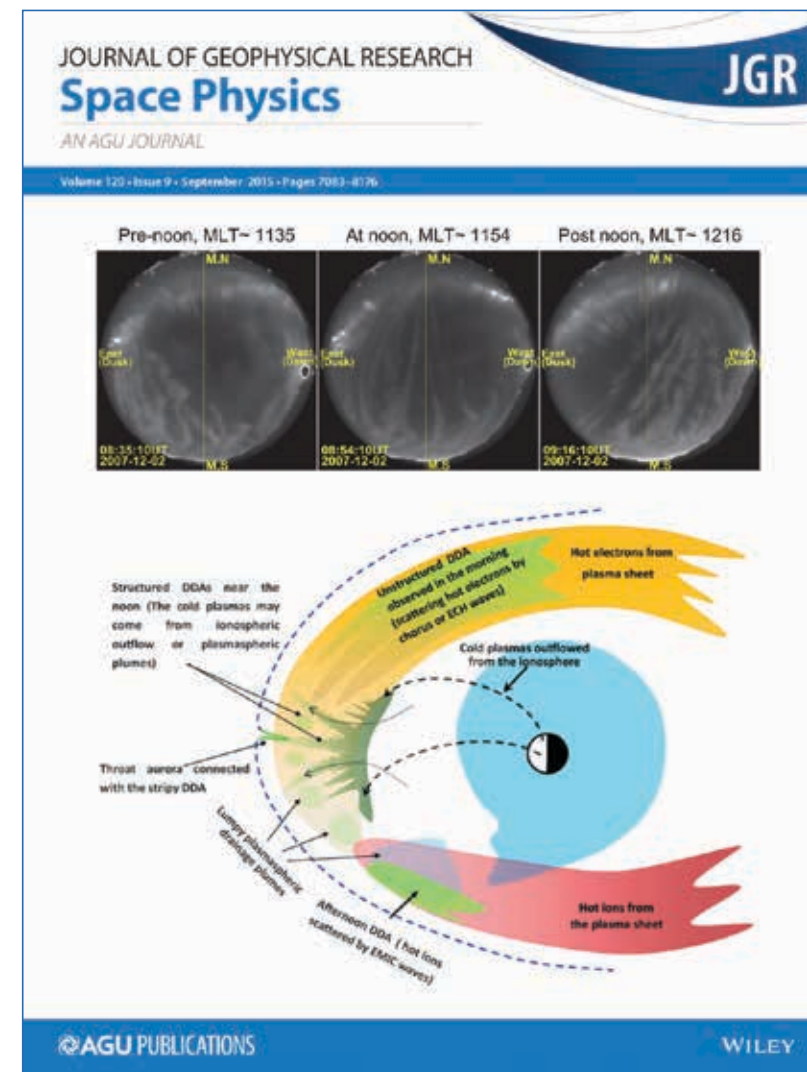 JOURNAL OF GEOPHYSICAL RESEARCH
JGR
Space Physics
AN AGU JOURNAL
Volume 120 • Issue 9 • September 2015 • Pages 7083–8176
Pre-noon, MLT~ 1135
At noon, MLT~ 1154
Post noon, MLT~ 1216
M.N
M.N
M.N
East
(Dusk)
West
(Dawn)
East
(Dusk)
West
(Dawn)
East
(Dusk)
West
(Dawn)
08:35:10UT
2007-12-02
M.S
08:54:10UT
2007-12-02
M.S
09:16:10UT
2007-12-02
M.S
Unstructured DDA
observed in the morning
(scattering hot electrons by
chorus or ECH waves)
Hot electrons from
plasma sheet
Structured DDAs near the
noon (The cold plasmas may
come from ionospheric
outflow or plasmaspheric
plumes)
Cold plasmas outflowed
from the ionosphere
Throat aurora connected
with the stripy DDA
Lumpy plasmaspheric
drainage plumes
Afternoon DDA ( hot ions
scattered by EMIC waves)
Hot ions from
the plasma sheet
AGU PUBLICATIONS
WILEY